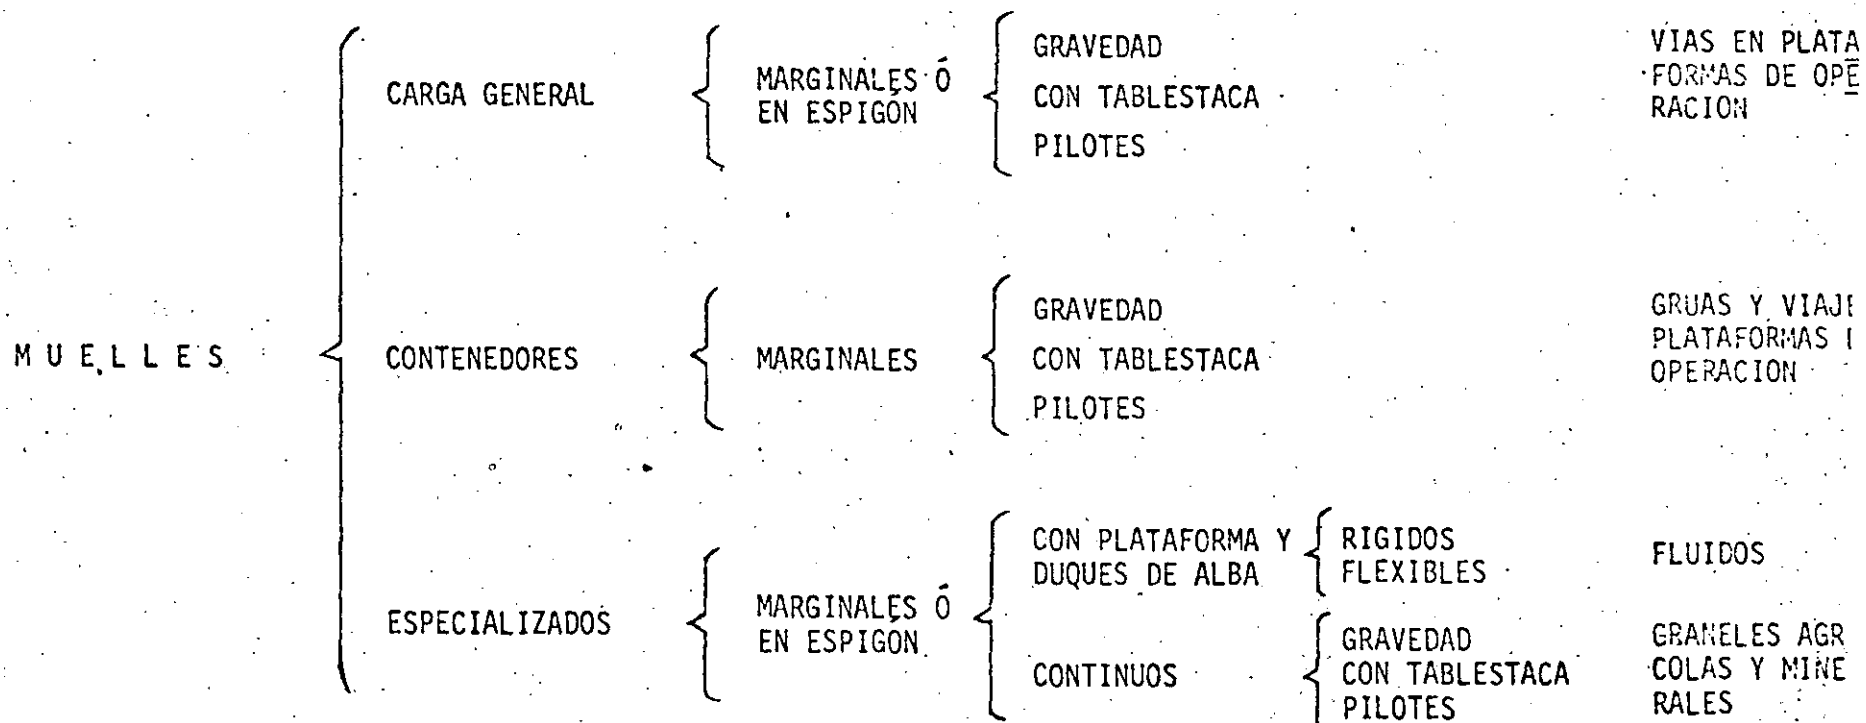 MUELLES
CARGA GENERAL
MARGINALES Ó
EN ESPIGON
GRAVEDAD
CON TABLESTACA
PILOTES
VIAS EN PLATA
FORMAS DE OPE
RACION
CONTENEDORES
MARGINALES
GRAVEDAD
CON TABLESTACA
PILOTES
GRUAS Y VIAJE
PLATAFORMAS
OPERACION
ESPECIALIZADOS
MARGINALES Ó
EN ESPIGON
CON PLATAFORMA Y
DUQUES DE ALBA
RIGIDOS
FLEXIBLES
FLUIDOS
CONTINUOS
GRAVEDAD
CON TABLESTACA
PILOTES
GRANELES AGR
COLAS Y MINE
RALES